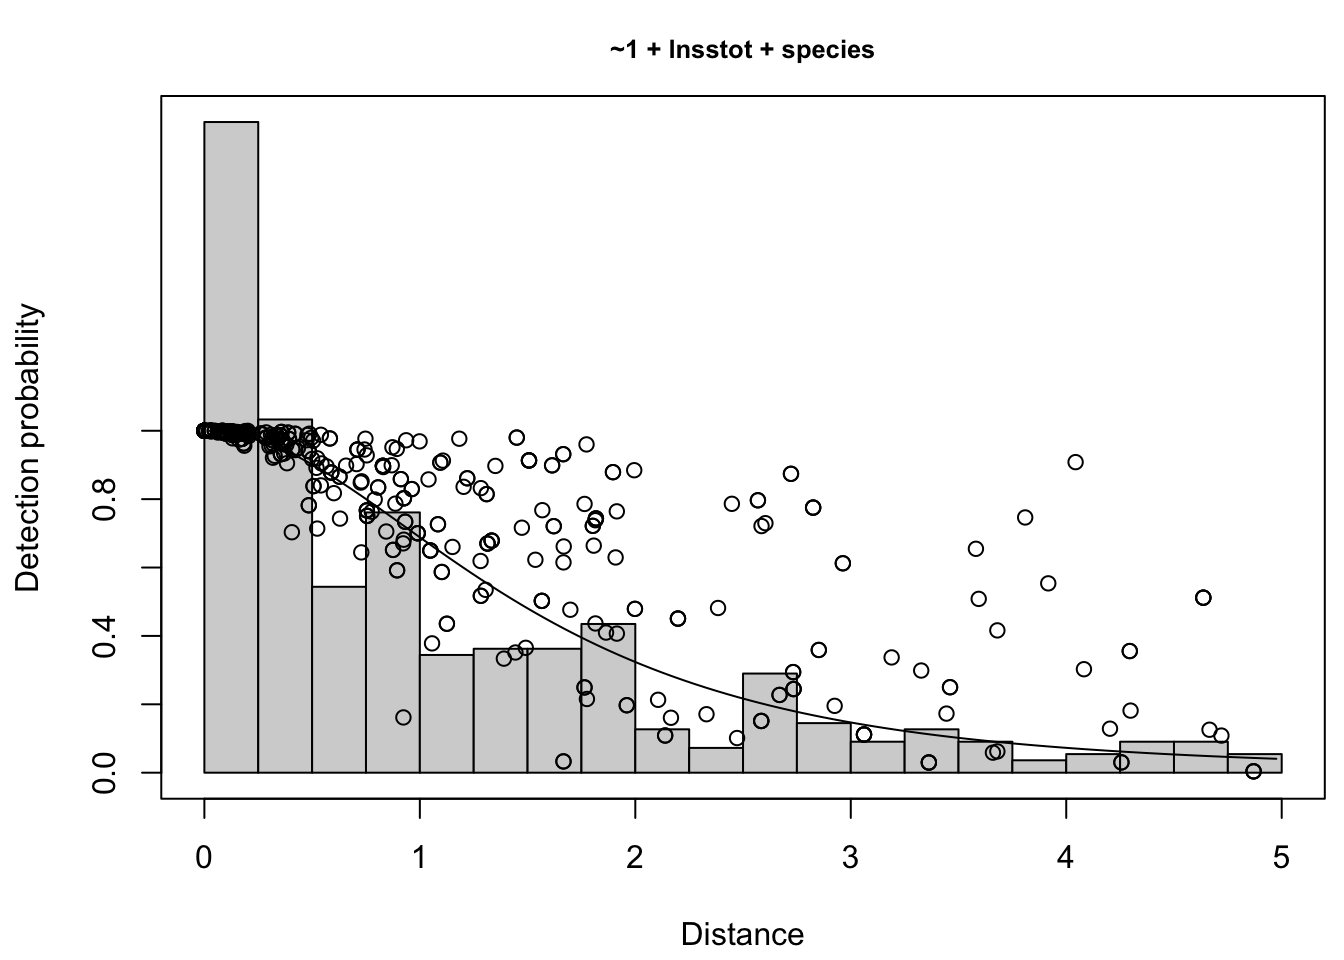 ~1 + lnsstot + species
Detection probability
0.8
0.4
0.0
0 1 2 3 4 5
Distance